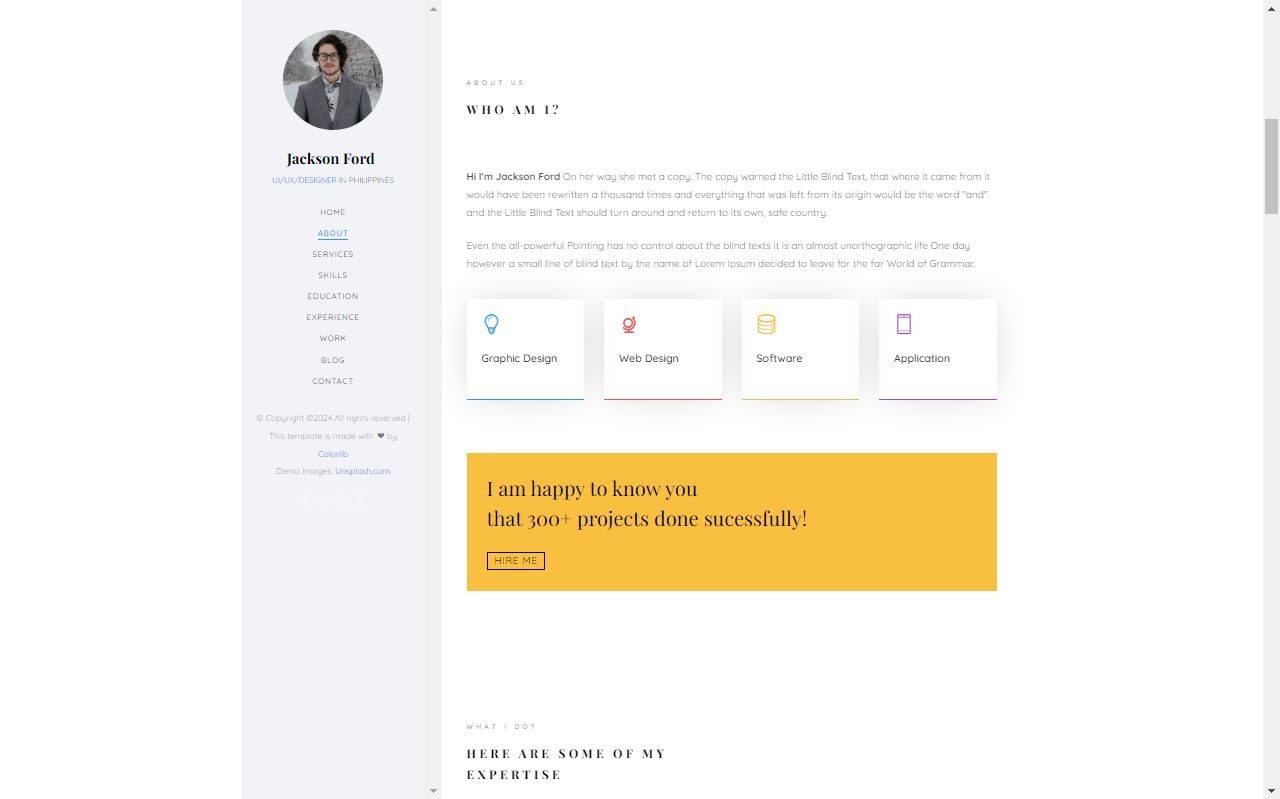 Jackson Ford
UI/UX/DESIGNER IN PHILIPPINES
HOME
ABOUT
SERVICES
SKILLS
EDUCATION
EXPERIENCE
WORK
BLOG
CONTACT
© Copyright ©2024 All rights reserved |
This template is made with ❤ by
Colorlib
Demo Images: Unsplash.com
ABOUT US
WHO AM I?
Hi I'm Jackson Ford On her way she met a copy. The copy warned the Little Blind Text, that where it came from it
would have been rewritten a thousand times and everything that was left from its origin would be the word "and"
and the Little Blind Text should turn around and return to its own, safe country.
Even the all-powerful Pointing has no control about the blind texts it is an almost unorthographic life One day
however a small line of blind text by the name of Lorem Ipsum decided to leave for the far World of Grammar.
Graphic Design
Web Design
Software
Application
I am happy to know you
that 300+ projects done sucessfully!
HIRE ME
WHAT I DO?
HERE ARE SOME OF MY
EXPERTISE